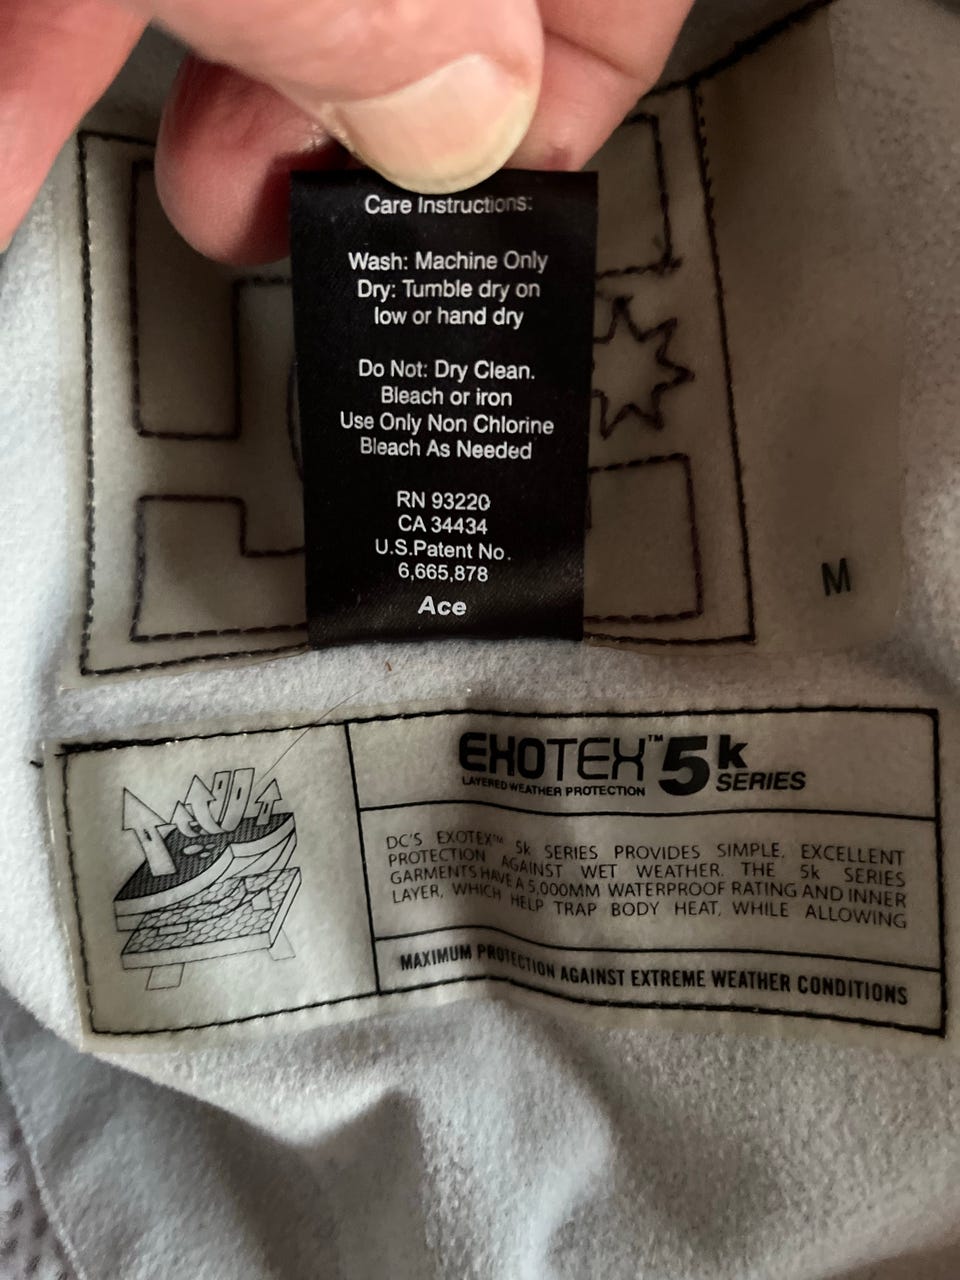 Care Instructions:
Wash: Machine Only
Dry: Tumble dry on
low or hand dry
Do Not: Dry Clean.
Bleach or iron
Use Only Non Chlorine
Bleach As Needed
RN 93220
CA 34434
U.S.Patent No.
6,665,878
Ace
M
EXOTEX™ 5k SERIES
LAYERED WEATHER PROTECTION
DC'S EXOTEX™ 5k SERIES PROVIDES SIMPLE, EXCELLENT
PROTECTION AGAINST WET WEATHER. THE 5k SERIES
GARMENTS HAVE A 5,000MM WATERPROOF RATING AND INNER
LAYER, WHICH HELP TRAP BODY HEAT, WHILE ALLOWING
MAXIMUM PROTECTION AGAINST EXTREME WEATHER CONDITIONS